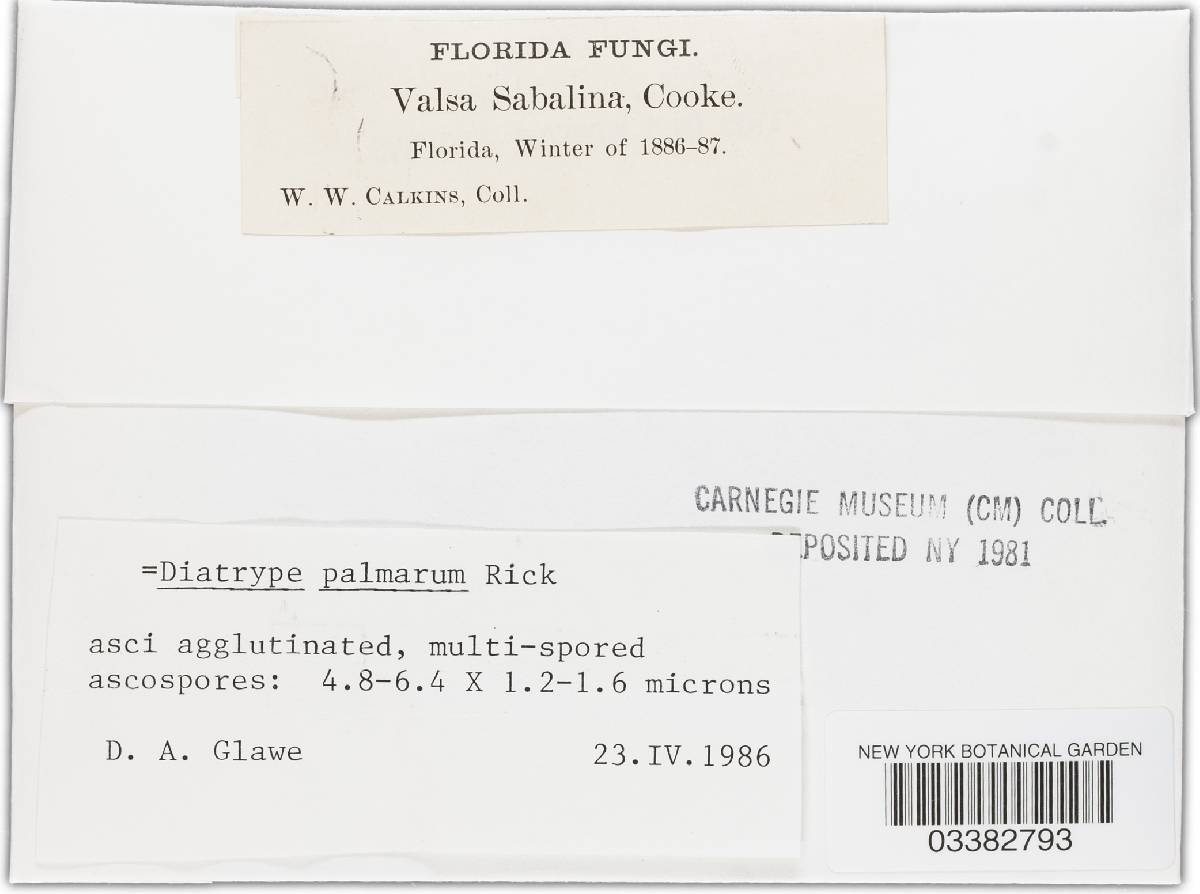 FLORIDA FUNGI.
Valsa Sabalina, Cooke.
Florida, Winter of 1886–87.
W. W. CALKINS, Coll.
CARNEGIE MUSEUM (CM) COLL.
DEPOSITED NY 1981
=Diatrype palmarum Rick
asci agglutinated, multi-spored
ascospores: 4.8-6.4 X 1.2-1.6 microns
D. A. Glawe 23.IV.1986
NEW YORK BOTANICAL GARDEN
03382793